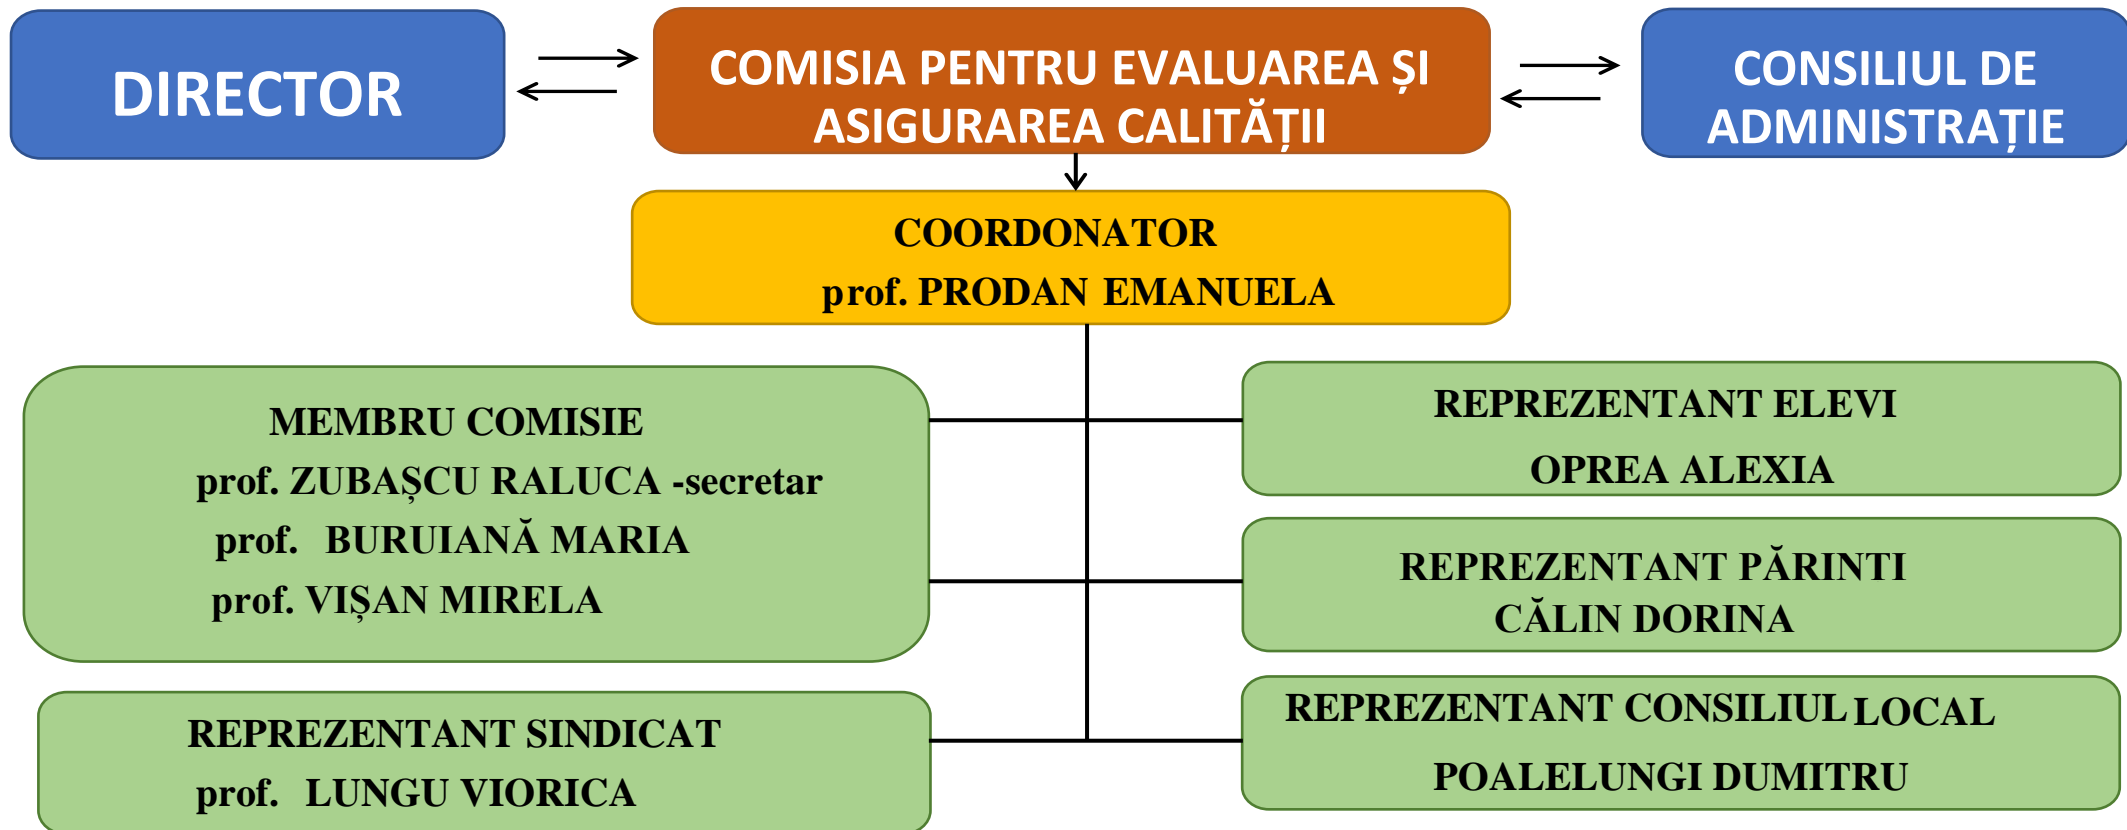 DIRECTOR
COMISIA PENTRU EVALUAREA ȘI
ASIGURAREA CALITĂȚII
CONSILIUL DE
ADMINISTRAȚIE
COORDONATOR
prof. PRODAN EMANUELA
MEMBRU COMISIE
prof. ZUBAȘCU RALUCA -secretar
prof. BURUIANĂ MARIA
prof. VIȘAN MIRELA
REPREZENTANT SINDICAT
prof. LUNGU VIORICA
REPREZENTANT ELEVI
OPREA ALEXIA
REPREZENTANT PĂRINTI
CĂLIN DORINA
REPREZENTANT CONSILIUL LOCAL
POALELUNGI DUMITRU